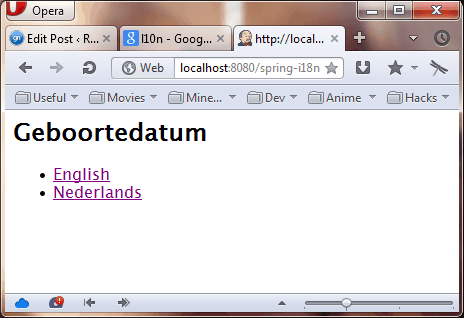 Opera
Edit Post ‹ R... l10n - Goog... http://local...
Web localhost:8080/spring-i18n
Useful Movies Mine... Dev Anime Hacks
Geboortedatum
English
Nederlands